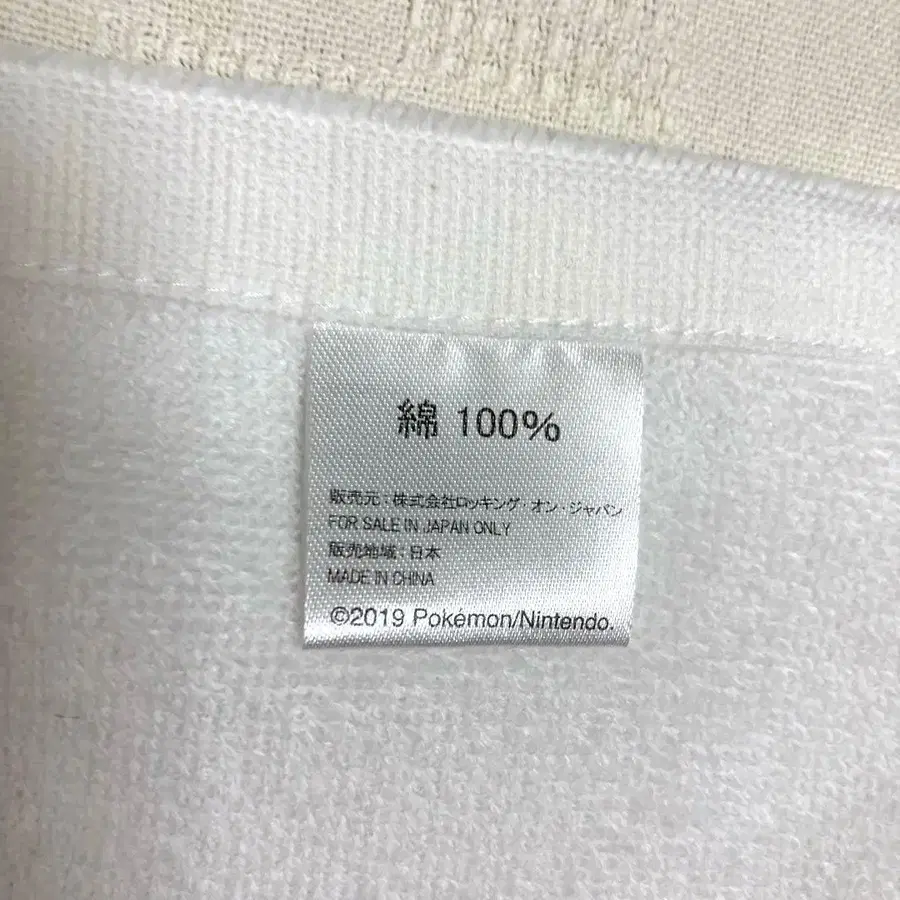 綿 100%
販売元：株式会社ロッキング・オン・ジャパン
FOR SALE IN JAPAN ONLY
販売地域：日本
MADE IN CHINA
©2019 Pokémon/Nintendo.